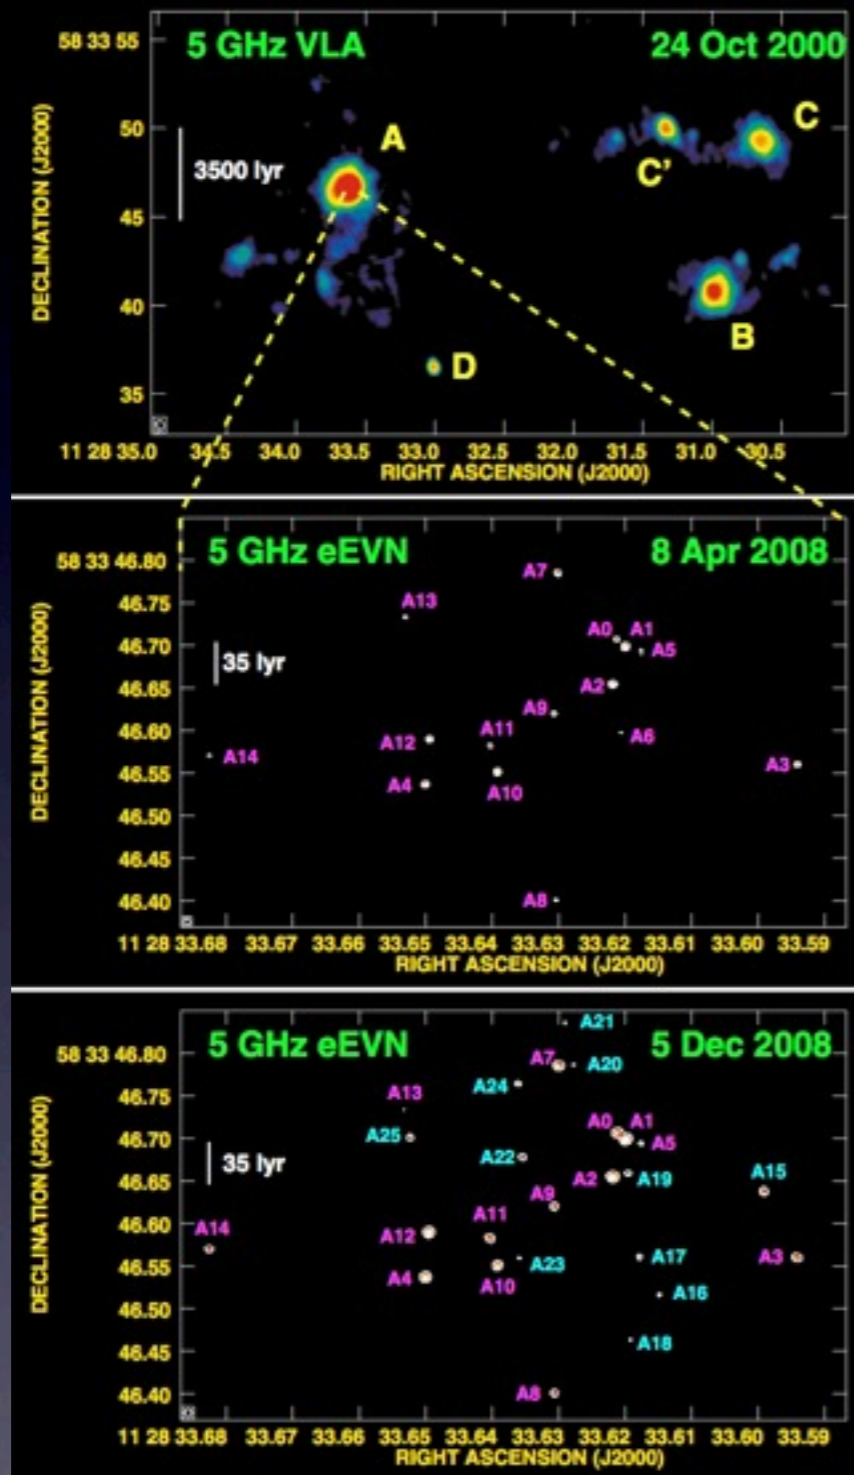 5 GHz VLA
24 Oct 2000
DECLINATION (J2000)
58 33 55
50
45
40
35
3500 lyr
A
C
C'
B
D
11 28 35.0 34.5 34.0 33.5 33.0 32.5 32.0 31.5 31.0 30.5
RIGHT ASCENSION (J2000)
5 GHz eEVN
8 Apr 2008
DECLINATION (J2000)
58 33 46.80
46.75
46.70
46.65
46.60
46.55
46.50
46.45
46.40
35 lyr
A7
A13
A0 A1
A5
A2
A9
A6
A12 A11
A14
A3
A4
A10
A8
11 28 33.68 33.67 33.66 33.65 33.64 33.63 33.62 33.61 33.60 33.59
RIGHT ASCENSION (J2000)
5 GHz eEVN
5 Dec 2008
DECLINATION (J2000)
58 33 46.80
46.75
46.70
46.65
46.60
46.55
46.50
46.45
46.40
35 lyr
A21
A7 A20
A24
A13
A0 A1
A25
A5
A22
A2 A19
A15
A9
A11
A14
A12
A23
A17
A3
A4
A10
A16
A18
A8
11 28 33.68 33.67 33.66 33.65 33.64 33.63 33.62 33.61 33.60 33.59
RIGHT ASCENSION (J2000)